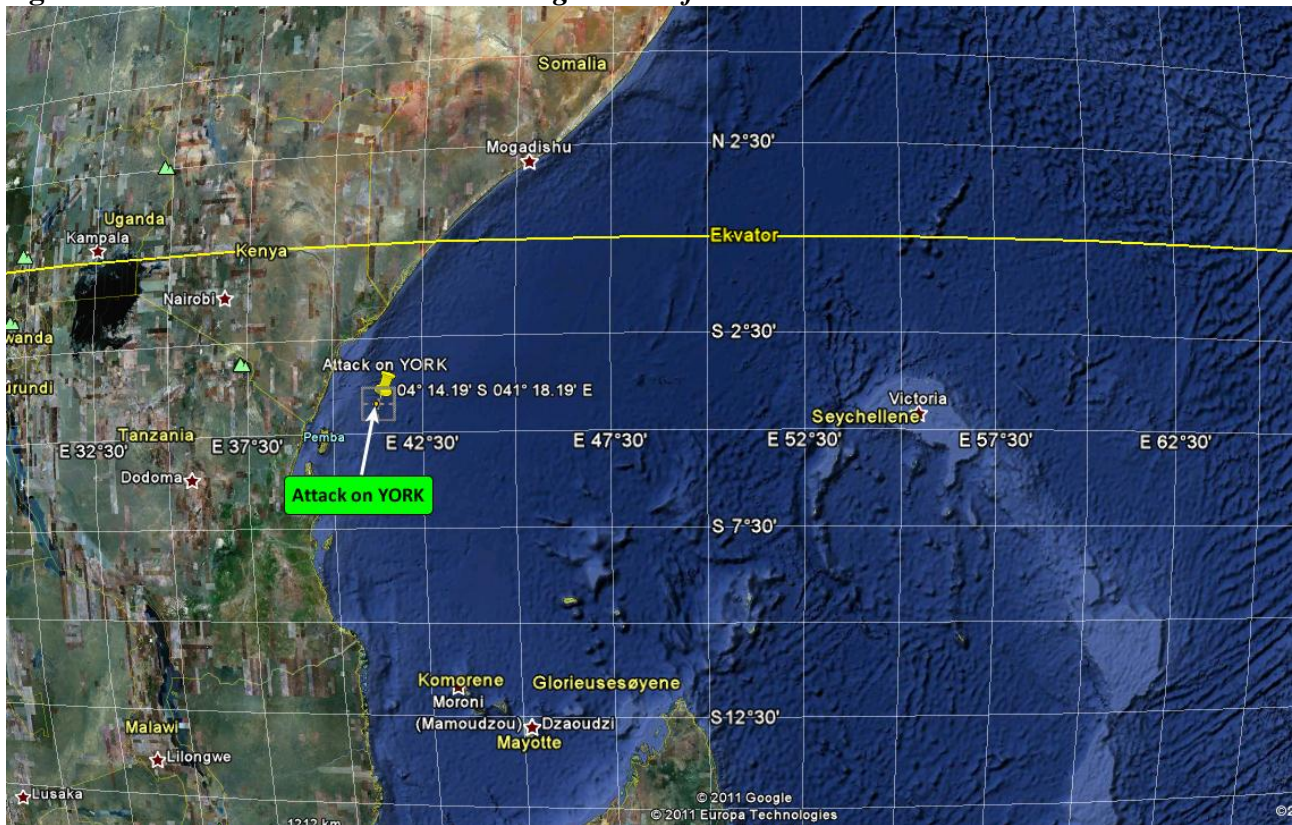 Somalia
Mogadishu
N 2°30'
Uganda
Kampala
Ekvator
Kenya
Nairobi
S 2°30'
wanda
Attack on YORK
04° 14.19' S 041° 18.19' E
Victoria
Seychellene
Tanzania
Pemba
E 32°30'
E 37°30'
E 42°30'
E 47°30'
E 52°30'
E 57°30'
E 62°30'
Dodoma
Attack on YORK
S 7°30'
Komorene
Glorieusesøyene
Moroni
(Mamoudzou)
Dzaoudzi
S 12°30'
Mayotte
Malawi
Lilongwe
Lusaka
© 2011 Google
© 2011 Europa Technologies